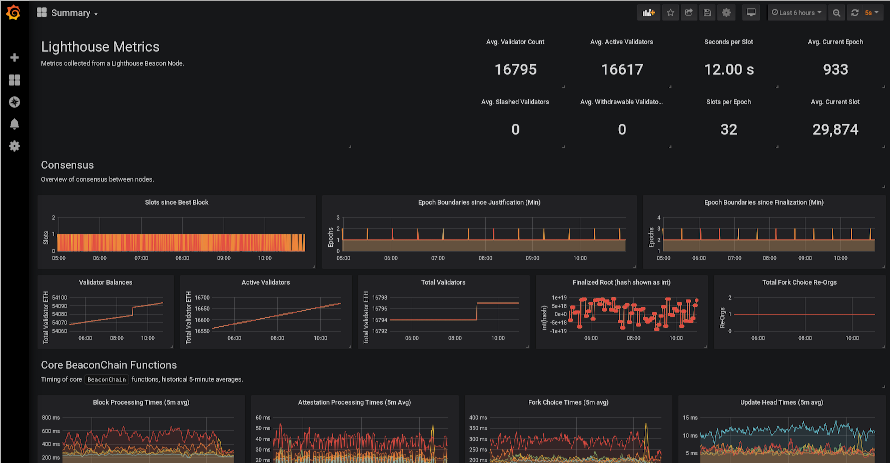 Summary
Last 6 hours
5s
Lighthouse Metrics
Metrics collected from a Lighthouse Beacon Node.
Avg. Validator Count
16795
Avg. Active Validators
16617
Seconds per Slot
12.00 s
Avg. Current Epoch
933
Avg. Slashed Validators
0
Avg. Withdrawable Validato...
0
Slots per Epoch
32
Avg. Current Slot
29,874
Consensus
Overview of consensus between nodes.
Slots since Best Block
Slots
2
1
0
05:00 06:00 07:00 08:00 09:00 10:00
Epoch Boundaries since Justification (Min)
Epochs
3
2
1
0
05:00 06:00 07:00 08:00 09:00 10:00
Epoch Boundaries since Finalization (Min)
Epochs
4
3
2
1
05:00 06:00 07:00 08:00 09:00 10:00
Validator Balances
Total Validator ETH
54100
54090
54080
54070
54060
06:00 08:00 10:00
Active Validators
Total Validator ETH
16700
16650
16600
16550
06:00 08:00 10:00
Total Validators
Total Validator ETH
16798
16796
16794
16792
06:00 08:00 10:00
Finalized Root (hash shown as int)
int(hash)
1e+19
5e+18
0e+0
-5e+18
-1e+19
06:00 08:00 10:00
Total Fork Choice Re-Orgs
Re-Orgs
2
1
0
06:00 08:00 10:00
Core BeaconChain Functions
Timing of core BeaconChain functions, historical 5-minute averages.
Block Processing Times (5m avg)
800 ms
600 ms
400 ms
200 ms
Attestation Processing Times (5m Avg)
60 ms
50 ms
40 ms
30 ms
20 ms
Fork Choice Times (5m avg)
400 ms
350 ms
300 ms
250 ms
200 ms
Update Head Times (5m avg)
15 ms
10 ms
5 ms